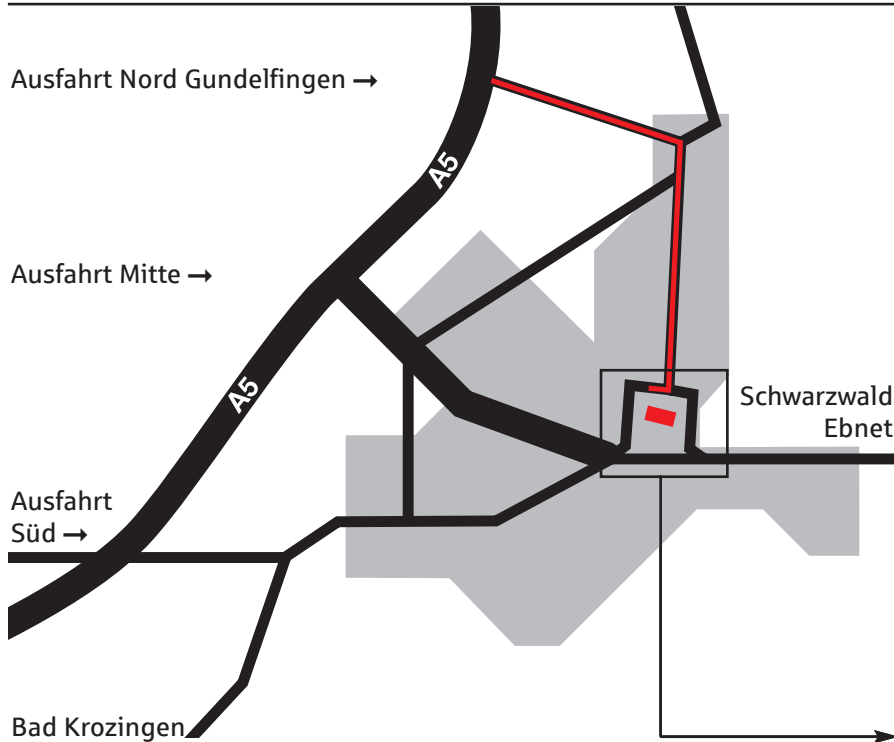 Ausfahrt Nord Gundelfingen →
A5
Ausfahrt Mitte →
A5
Schwarzwald
Ebnet
Ausfahrt
Süd →
Bad Krozingen